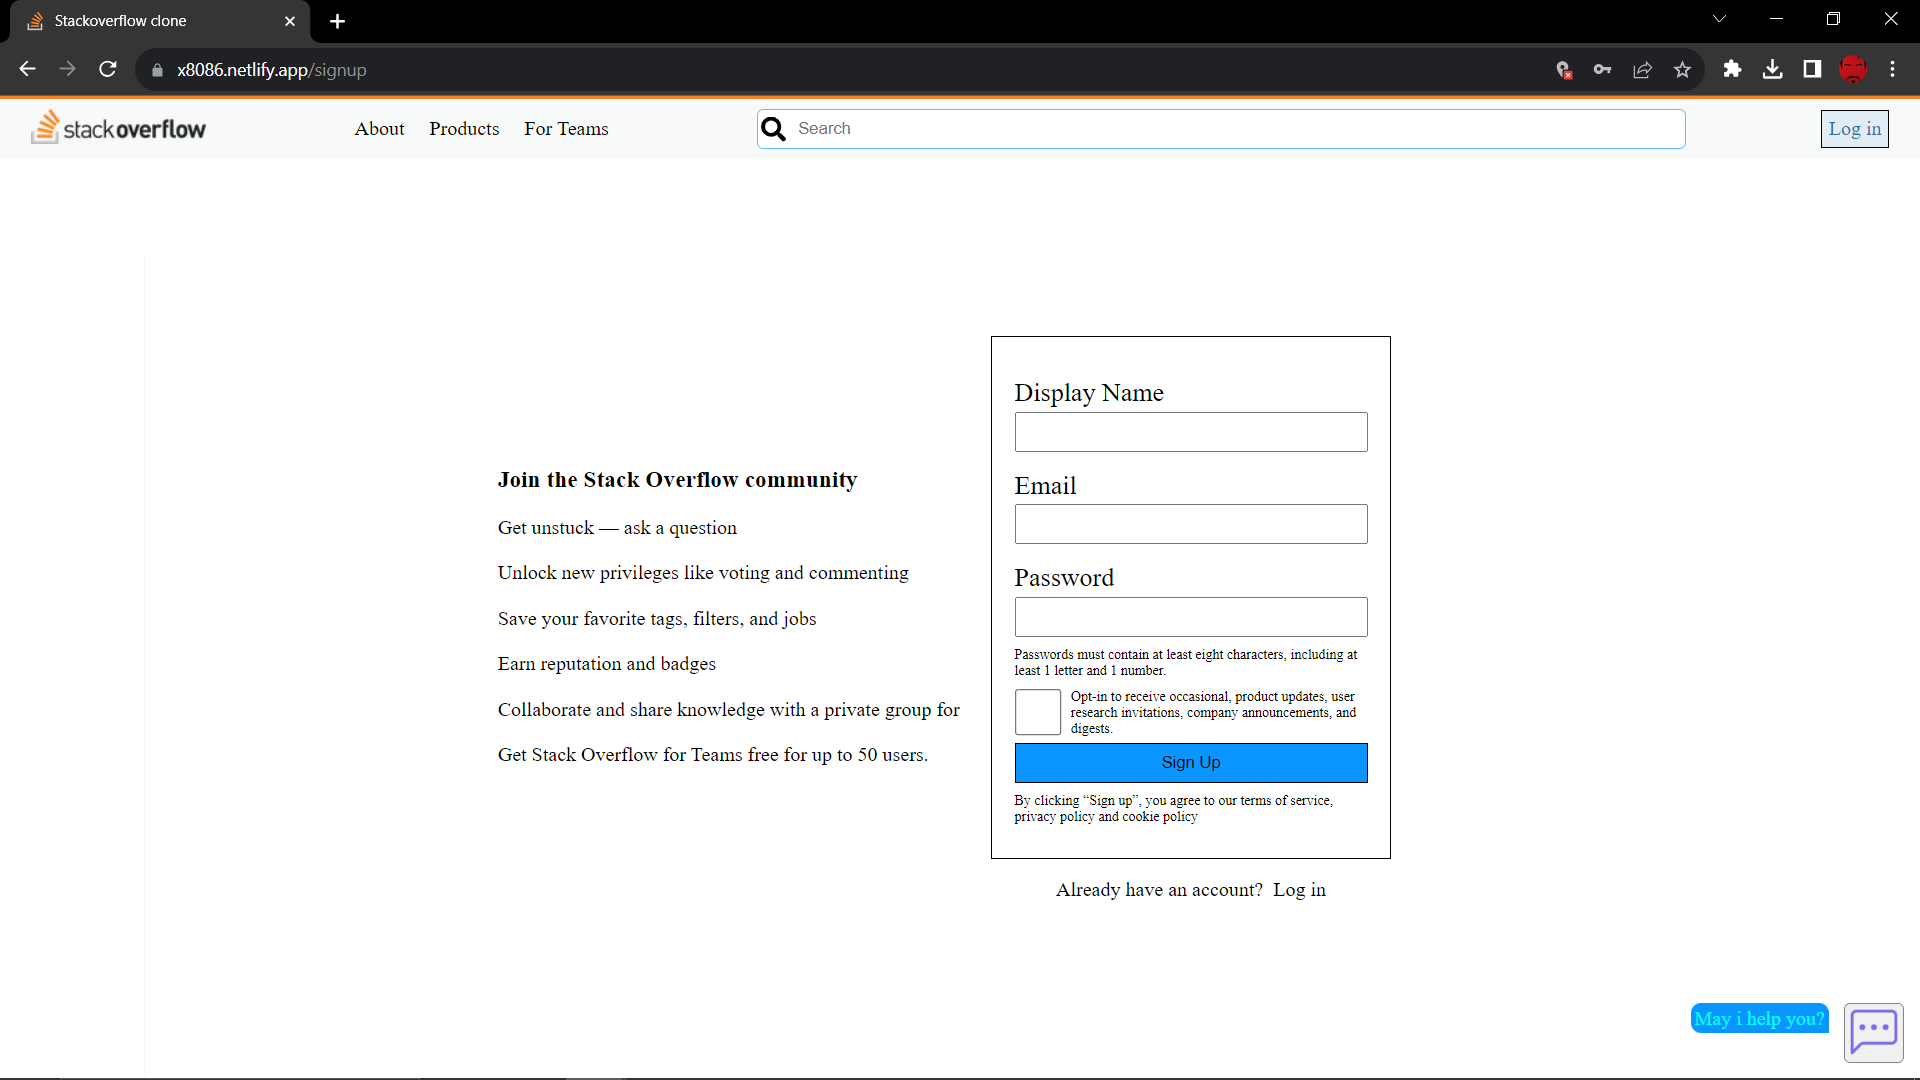 Stackoverflow clone
x8086.netlify.app/signup
stackoverflow
About
Products
For Teams
Search
Log in
Join the Stack Overflow community
Get unstuck — ask a question
Unlock new privileges like voting and commenting
Save your favorite tags, filters, and jobs
Earn reputation and badges
Collaborate and share knowledge with a private group for
Get Stack Overflow for Teams free for up to 50 users.
Display Name
Email
Password
Passwords must contain at least eight characters, including at
least 1 letter and 1 number.
Opt-in to receive occasional, product updates, user
research invitations, company announcements, and
digests.
Sign Up
By clicking “Sign up”, you agree to our terms of service,
privacy policy and cookie policy
Already have an account? Log in
May i help you?